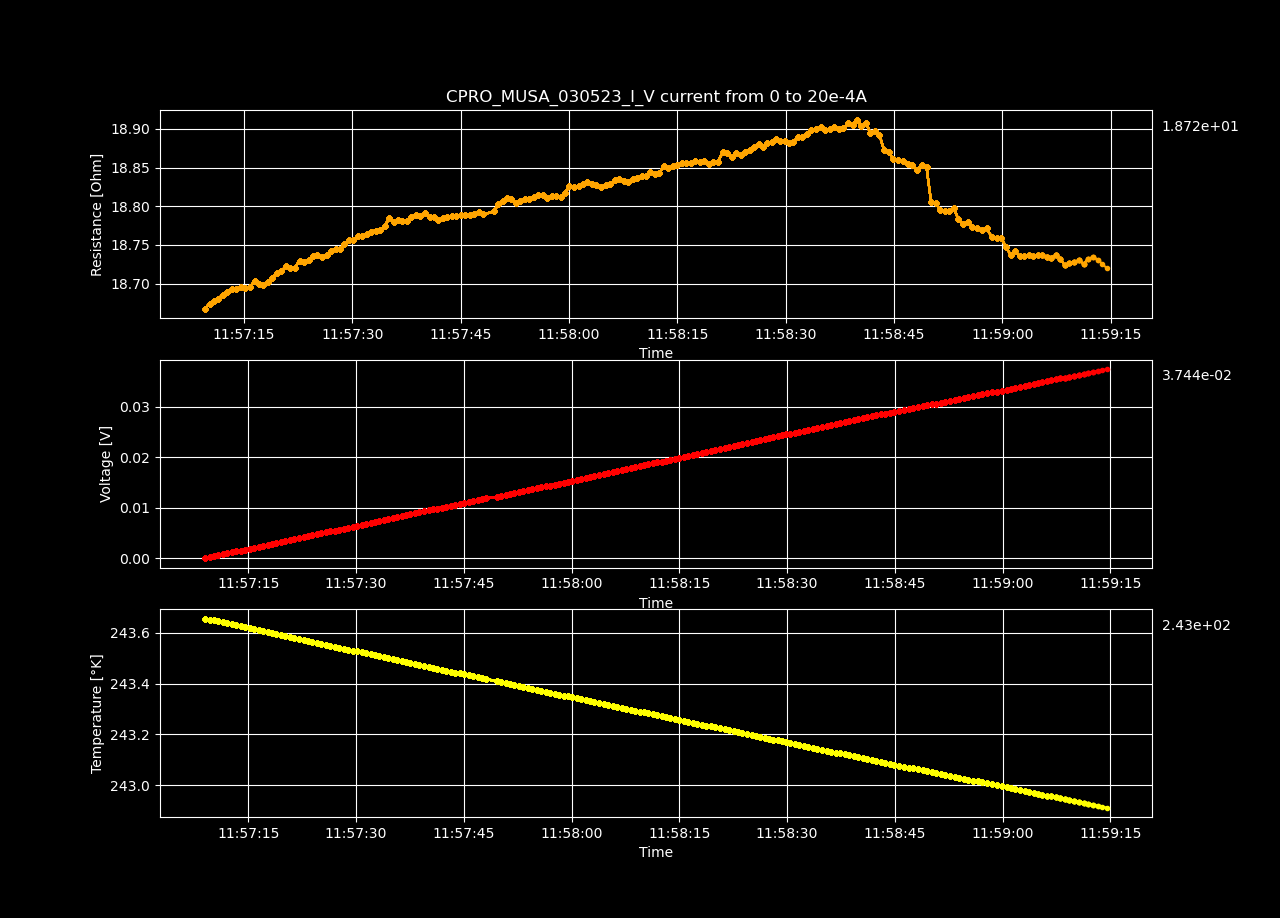 CPRO_MUSA_030523_I_V current from 0 to 20e-4A
1.872e+01
Resistance [Ohm]
18.90
18.85
18.80
18.75
18.70
11:57:15 11:57:30 11:57:45 11:58:00 11:58:15 11:58:30 11:58:45 11:59:00 11:59:15
Time
3.744e-02
Voltage [V]
0.03
0.02
0.01
0.00
11:57:15 11:57:30 11:57:45 11:58:00 11:58:15 11:58:30 11:58:45 11:59:00 11:59:15
Time
2.43e+02
Temperature [°K]
243.6
243.4
243.2
243.0
11:57:15 11:57:30 11:57:45 11:58:00 11:58:15 11:58:30 11:58:45 11:59:00 11:59:15
Time